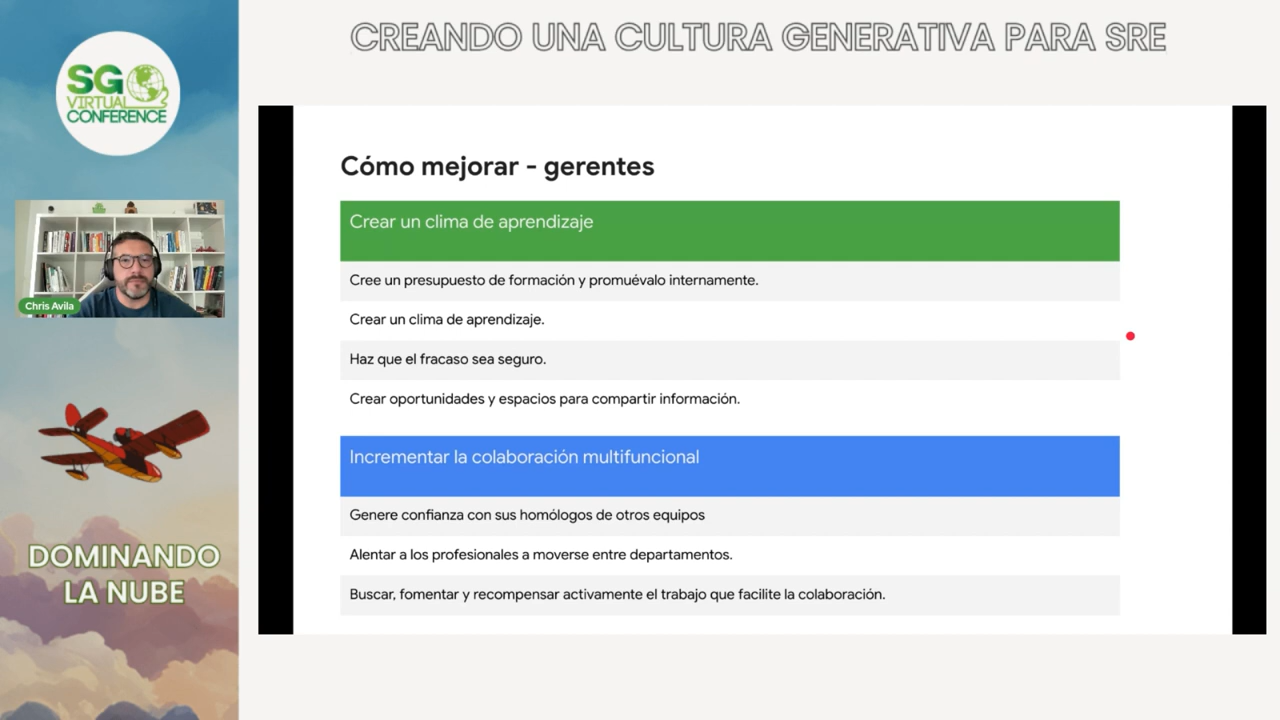 CREANDO UNA CULTURA GENERATIVA PARA SRE
SG
VIRTUAL
CONFERENCE
Chris Avila
DOMINANDO
LA NUBE
Cómo mejorar - gerentes
Crear un clima de aprendizaje
Cree un presupuesto de formación y promuévalo internamente.
Crear un clima de aprendizaje.
Haz que el fracaso sea seguro.
Crear oportunidades y espacios para compartir información.
Incrementar la colaboración multifuncional
Genere confianza con sus homólogos de otros equipos
Alentar a los profesionales a moverse entre departamentos.
Buscar, fomentar y recompensar activamente el trabajo que facilite la colaboración.